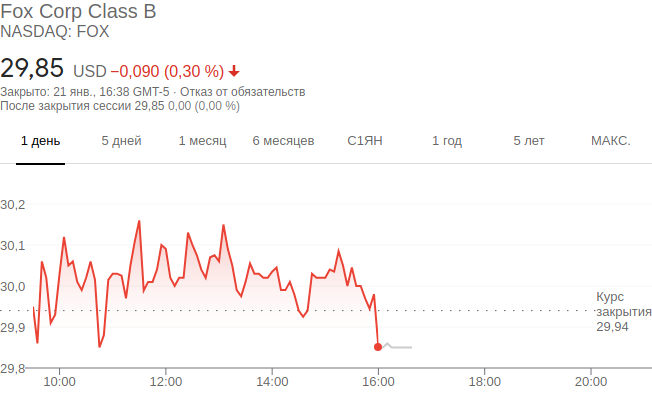 Fox Corp Class B
NASDAQ: FOX
29,85 USD −0,090 (0,30 %)
Закрыто: 21 янв., 16:38 GMT-5 · Отказ от обязательств
После закрытия сессии 29,85 0,00 (0,00 %)
1 день 5 дней 1 месяц 6 месяцев С1ЯН 1 год 5 лет МАКС.
30,2
30,1
30,0
Курс
закрытия
29,94
29,9
29,8
10:00 12:00 14:00 16:00 18:00 20:00